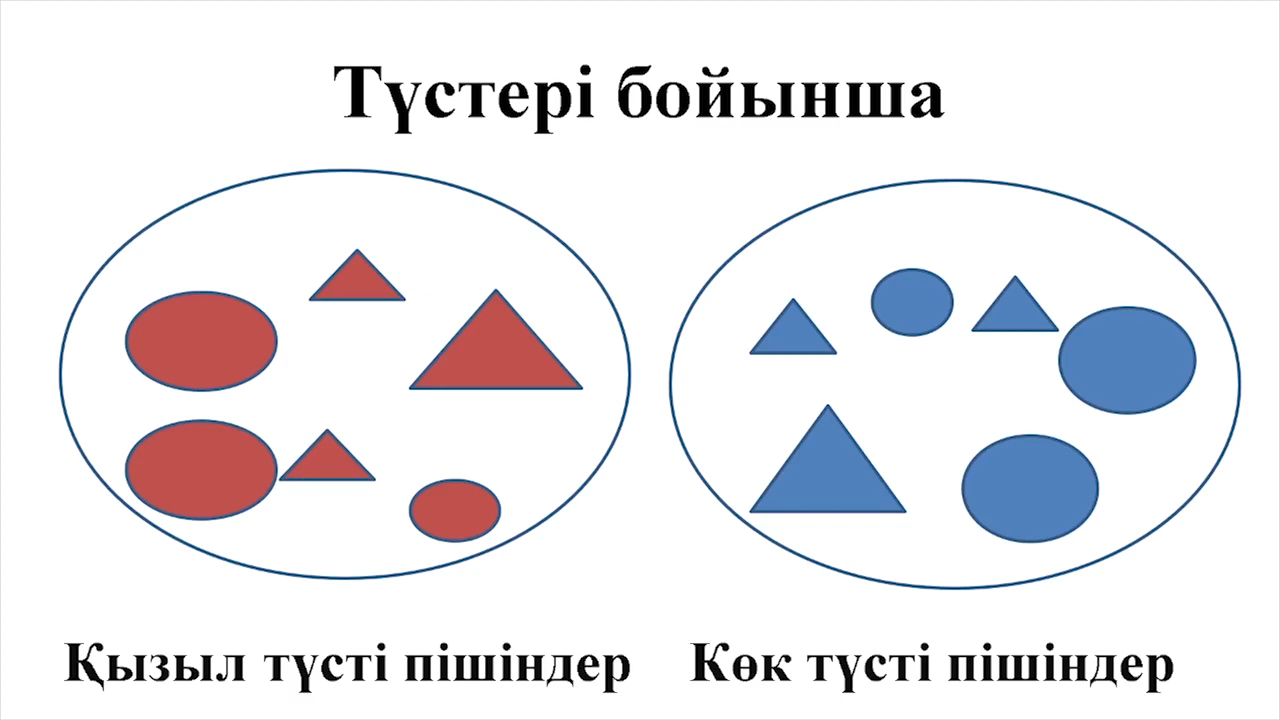 Түстері бойынша
Қызыл түсті пішіндер
Көк түсті пішіндер